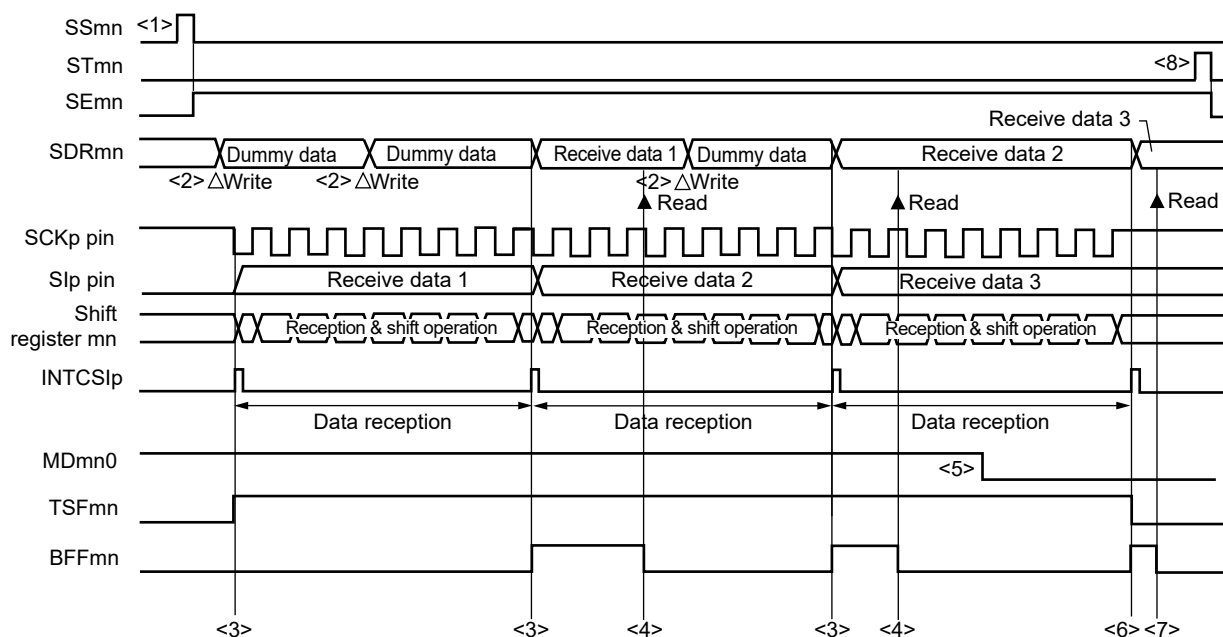 SSmn <1>
STmn <8>
SEmn
Receive data 3
SDRmn Dummy data Dummy data Receive data 1 Dummy data Receive data 2
<2> △Write <2> △Write <2> △Write
▲ Read ▲ Read ▲ Read
SCKp pin
SIp pin Receive data 1 Receive data 2 Receive data 3
Shift
register mn Reception & shift operation Reception & shift operation Reception & shift operation
INTCSIp
Data reception Data reception Data reception
MDmn0 <5>
TSFmn
BFFmn
<3> <3> <4> <3> <4> <6> <7>